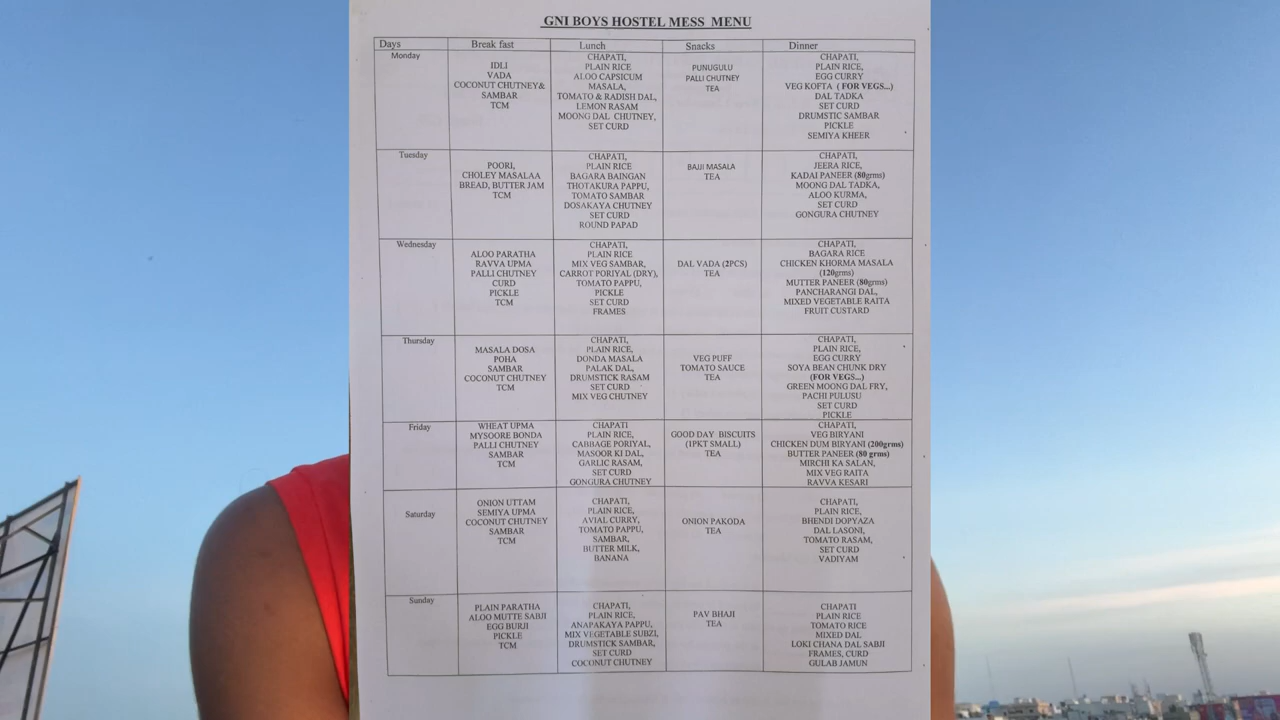 GNI BOYS HOSTEL MESS MENU
Days
Break fast
Lunch
Snacks
Dinner
Monday
IDLI
VADA
COCONUT CHUTNEY&
SAMBAR
TCM
CHAPATI,
PLAIN RICE
ALOO CAPSICUM
MASALA,
TOMATO & RADISH DAL,
LEMON RASAM
MOONG DAL CHUTNEY,
SET CURD
PUNUGULU
PALLI CHUTNEY
TEA
CHAPATI,
PLAIN RICE,
EGG CURRY
VEG KOFTA ( FOR VEGS...)
DAL TADKA
SET CURD
DRUMSTIC SAMBAR
PICKLE
SEMIYA KHEER
Tuesday
POORI,
CHOLEY MASALAA
BREAD, BUTTER JAM
TCM
CHAPATI,
PLAIN RICE
BAGARA BAINGAN
THOTAKURA PAPPU,
TOMATO SAMBAR
DOSAKAYA CHUTNEY
SET CURD
ROUND PAPAD
BAJJI MASALA
TEA
CHAPATI,
JEERA RICE,
KADAI PANEER (80grms)
MOONG DAL TADKA,
ALOO KURMA,
SET CURD
GONGURA CHUTNEY
Wednesday
ALOO PARATHA
RAVVA UPMA
PALLI CHUTNEY
CURD
PICKLE
TCM
CHAPATI,
PLAIN RICE
MIX VEG SAMBAR,
CARROT PORIYAL (DRY),
TOMATO PAPPU,
PICKLE
SET CURD
FRAMES
DAL VADA (2PCS)
TEA
CHAPATI,
BAGARA RICE
CHICKEN KHORMA MASALA
(120grms)
MUTTER PANEER (80grms)
PANCHARANGI DAL,
MIXED VEGETABLE RAITA
FRUIT CUSTARD
Thursday
MASALA DOSA
POHA
SAMBAR
COCONUT CHUTNEY
TCM
CHAPATI,
PLAIN RICE,
DONDA MASALA
PALAK DAL,
DRUMSTICK RASAM
SET CURD
MIX VEG CHUTNEY
VEG PUFF
TOMATO SAUCE
TEA
CHAPATI,
PLAIN RICE,
EGG CURRY
SOYA BEAN CHUNK DRY
(FOR VEGS...)
GREEN MOONG DAL FRY,
PACHI PULUSU
SET CURD
PICKLE
Friday
WHEAT UPMA
MYSOORE BONDA
PALLI CHUTNEY
SAMBAR
TCM
CHAPATI
PLAIN RICE,
CABBAGE PORIYAL,
MASOOR KI DAL,
GARLIC RASAM,
SET CURD
GONGURA CHUTNEY
GOOD DAY BISCUITS
(1PKT SMALL)
TEA
CHAPATI,
VEG BIRYANI
CHICKEN DUM BIRYANI (200grms)
BUTTER PANEER (80 grms)
MIRCHI KA SALAN,
MIX VEG RAITA
RAVVA KESARI
Saturday
ONION UTTAM
SEMIYA UPMA
COCONUT CHUTNEY
SAMBAR
TCM
CHAPATI,
PLAIN RICE,
AVIAL CURRY,
TOMATO PAPPU,
SAMBAR,
BUTTER MILK,
BANANA
ONION PAKODA
TEA
CHAPATI,
PLAIN RICE,
BHENDI DOPYAZA
DAL LASONI,
TOMATO RASAM,
SET CURD
VADIYAM
Sunday
PLAIN PARATHA
ALOO MUTTE SABJI
EGG BURJI
PICKLE
TCM
CHAPATI,
PLAIN RICE,
ANAPAKAYA PAPPU,
MIX VEGETABLE SUBZI,
DRUMSTICK SAMBAR,
SET CURD
COCONUT CHUTNEY
PAV BHAJI
TEA
CHAPATI
PLAIN RICE
TOMATO RICE
MIXED DAL
LOKI CHANA DAL SABJI
FRAMES, CURD
GULAB JAMUN